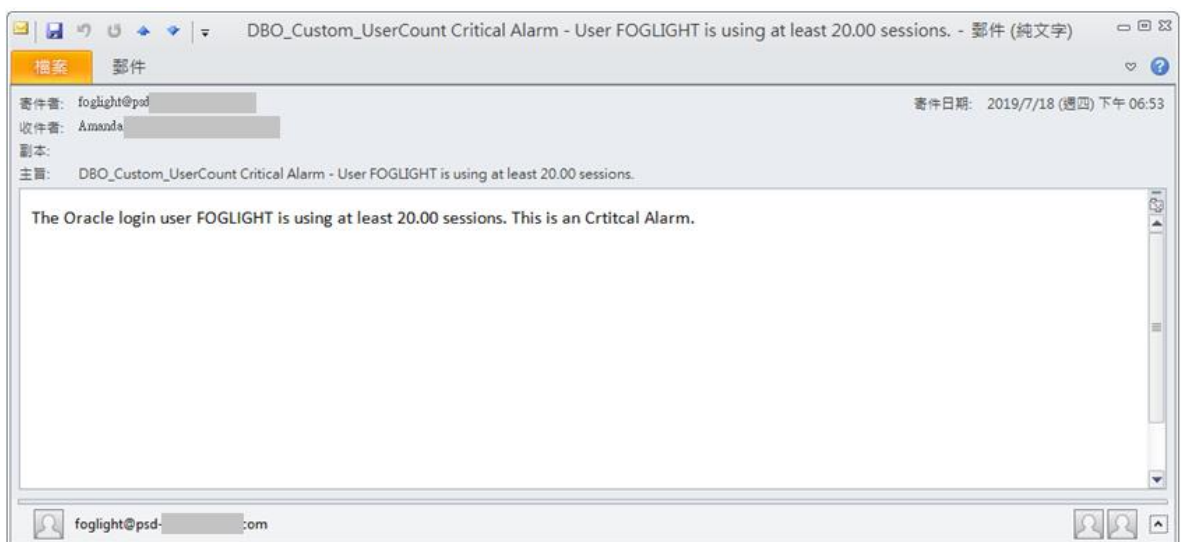 DBO_Custom_UserCount Critical Alarm - User FOGLIGHT is using at least 20.00 sessions. - 郵件 (純文字)
檔案 郵件
寄件者: foglight@psd
寄件日期: 2019/7/18 (週四) 下午 06:53
收件者: Amanda
副本:
主旨: DBO_Custom_UserCount Critical Alarm - User FOGLIGHT is using at least 20.00 sessions.
The Oracle login user FOGLIGHT is using at least 20.00 sessions. This is an Crtitcal Alarm.
foglight@psd- com